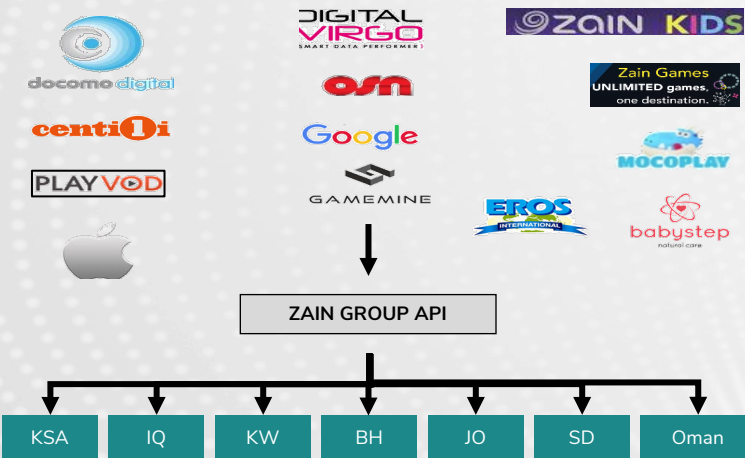 docomo digital
centili
PLAYVOD
DIGITAL
VIRGO
SMART DATA PERFORMER}
OSN
Google
GAMEMINE
ZAIN KIDS
Zain Games
UNLIMITED games,
one destination.
MOCOPLAY
EROS
INTERNATIONAL
babystep
natural care
ZAIN GROUP API
KSA
IQ
KW
BH
JO
SD
Oman